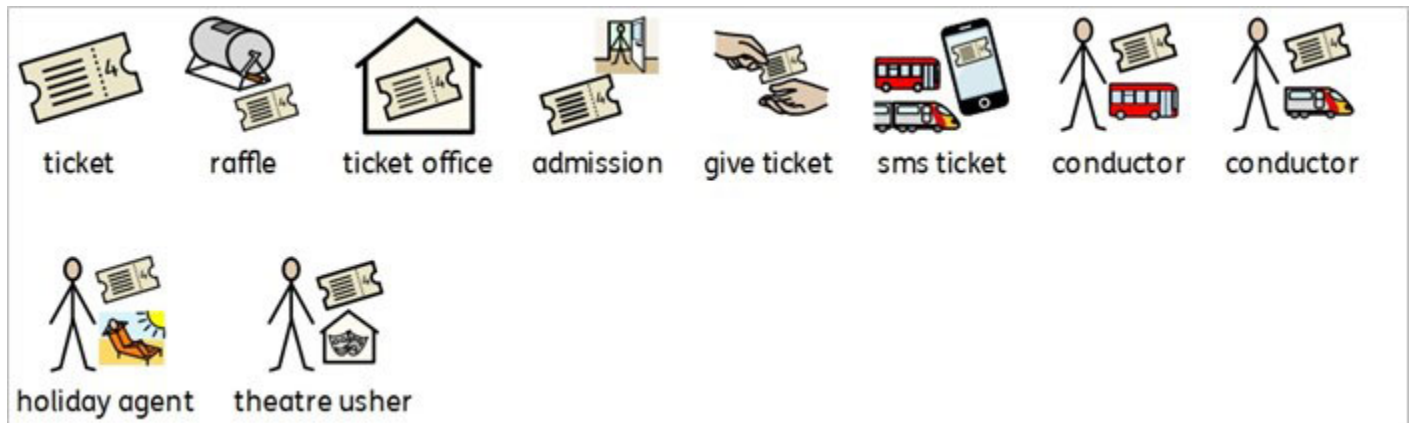 ticket raffle ticket office admission give ticket sms ticket conductor conductor
holiday agent theatre usher